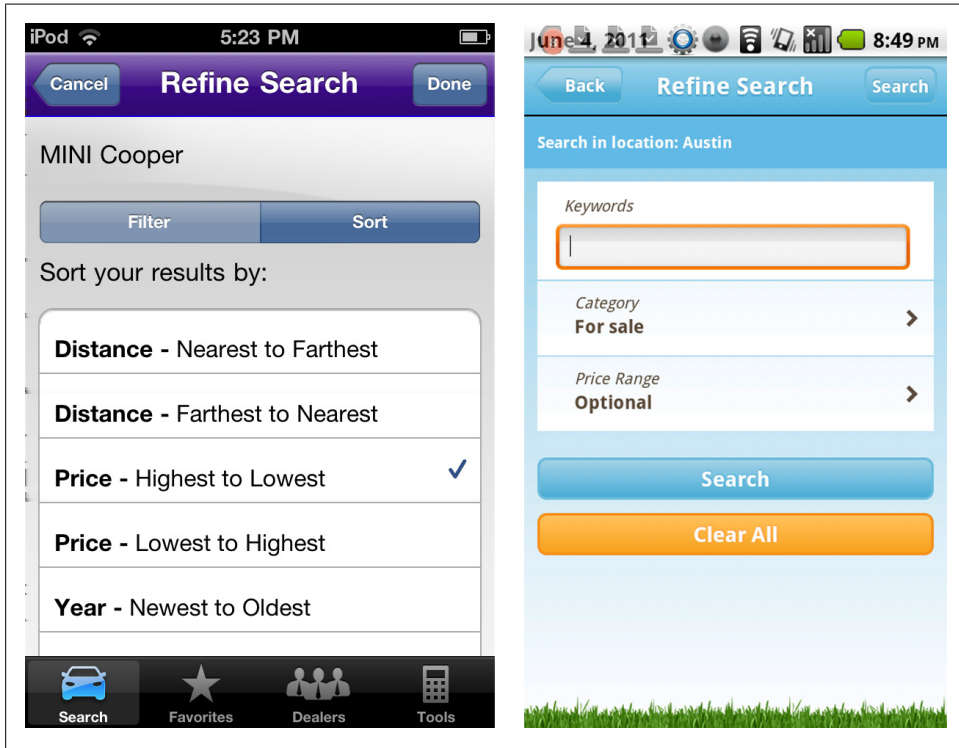 iPod 5:23 PM
Cancel Refine Search Done
MINI Cooper
Filter Sort
Sort your results by:
Distance - Nearest to Farthest
Distance - Farthest to Nearest
Price - Highest to Lowest
Price - Lowest to Highest
Year - Newest to Oldest
Search Favorites Dealers Tools
June 4, 2011 8:49 PM
Back Refine Search Search
Search in location: Austin
Keywords
Category
For sale
Price Range
Optional
Search
Clear All